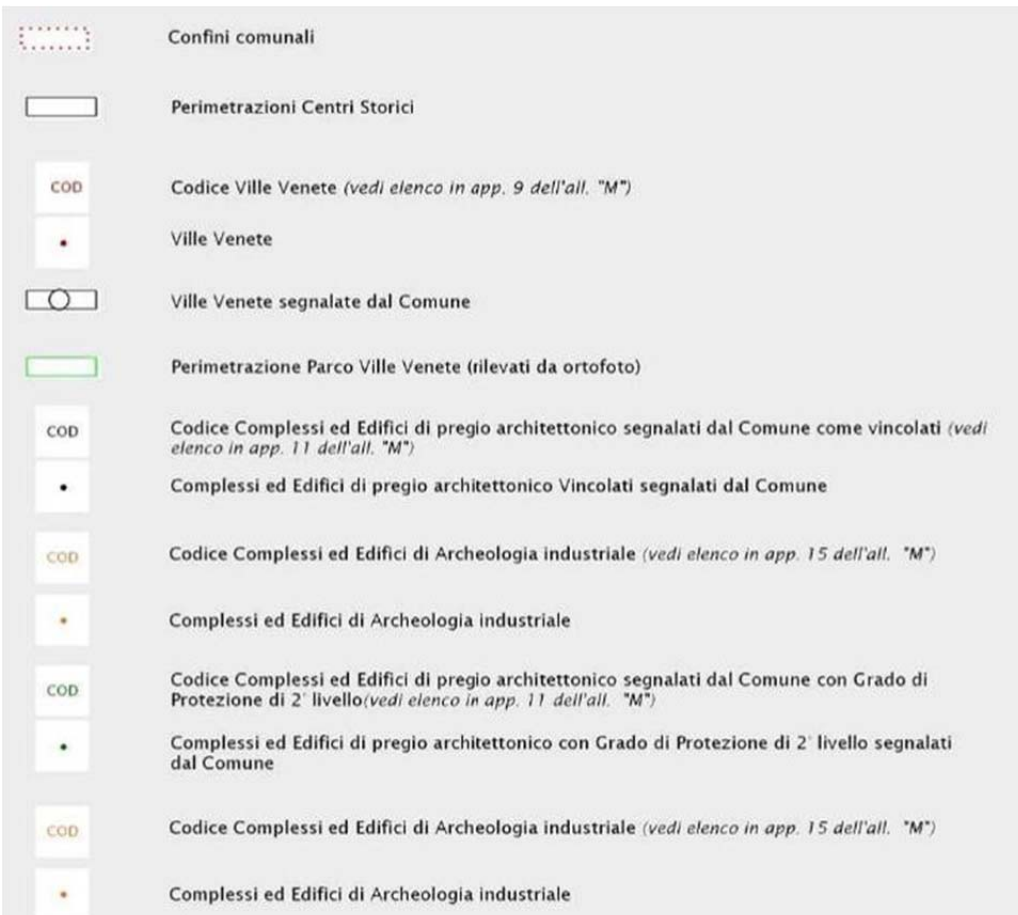 Confini comunali
Perimetrazioni Centri Storici
COD
Codice Ville Venete (vedi elenco in app. 9 dell'all. "M")
Ville Venete
Ville Venete segnalate dal Comune
Perimetrazione Parco Ville Venete (rilevati da ortofoto)
COD
Codice Complessi ed Edifici di pregio architettonico segnalati dal Comune come vincolati (vedi
elenco in app. 11 dell'all. "M")
Complessi ed Edifici di pregio architettonico Vincolati segnalati dal Comune
COD
Codice Complessi ed Edifici di Archeologia industriale (vedi elenco in app. 15 dell'all. "M")
Complessi ed Edifici di Archeologia industriale
COD
Codice Complessi ed Edifici di pregio architettonico segnalati dal Comune con Grado di
Protezione di 2° livello(vedi elenco in app. 11 dell'all. "M")
Complessi ed Edifici di pregio architettonico con Grado di Protezione di 2° livello segnalati
dal Comune
COD
Codice Complessi ed Edifici di Archeologia industriale (vedi elenco in app. 15 dell'all. "M")
Complessi ed Edifici di Archeologia industriale